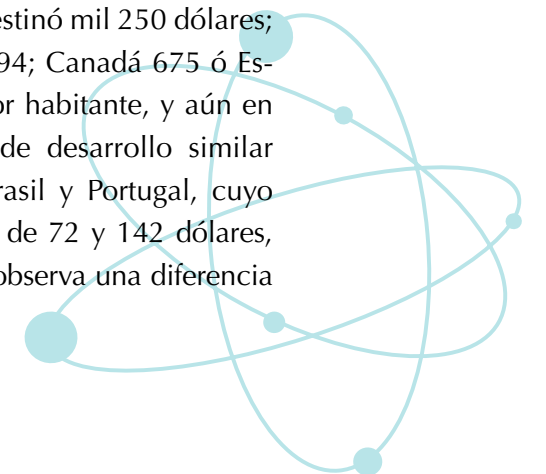 estinó mil 250 dólares;
94; Canadá 675 ó Es-
or habitante, y aún en
de desarrollo similar
rasil y Portugal, cuyo
de 72 y 142 dólares,
observa una diferencia